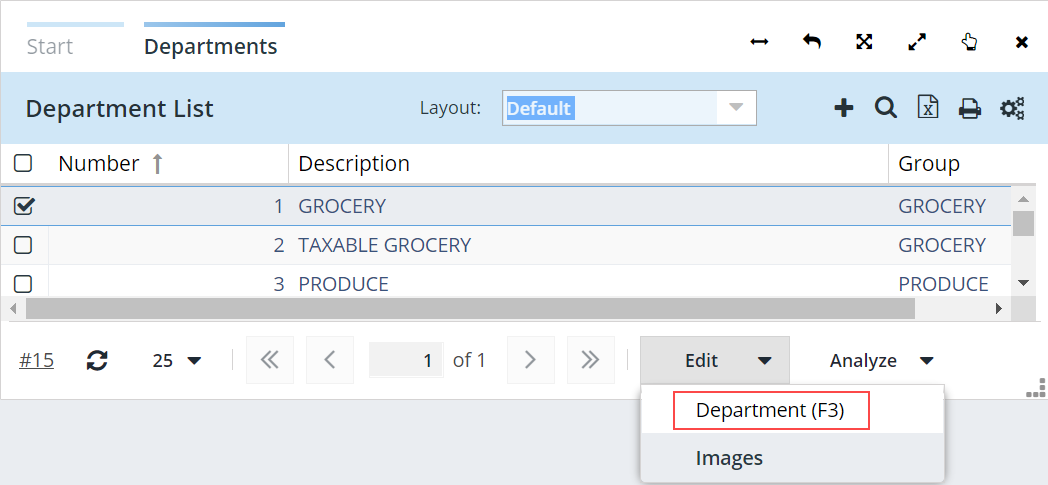 Start Departments
Department List Layout: Default
Number Description Group
1 GROCERY GROCERY
2 TAXABLE GROCERY GROCERY
3 PRODUCE PRODUCE
#15 25 1 of 1 Edit Analyze
Department (F3)
Images